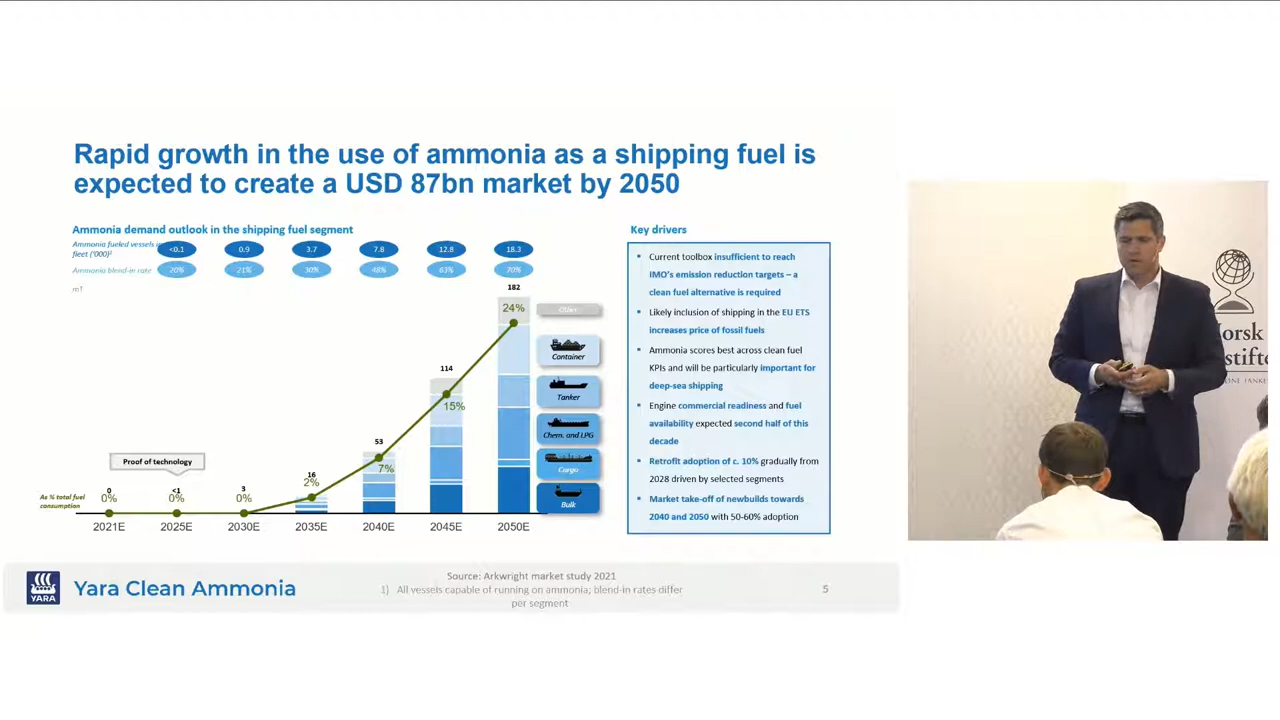 Rapid growth in the use of ammonia as a shipping fuel is
expected to create a USD 87bn market by 2050
Ammonia demand outlook in the shipping fuel segment
Ammonia fueled vessels in
fleet ('000)¹
<0.1
0.9
3.7
7.8
12.8
18.3
Ammonia blend-in rate
20%
21%
30%
48%
63%
70%
mT
182
24%
114
15%
53
7%
16
2%
3
0%
<1
0%
0
0%
Proof of technology
As % total fuel
consumption
2021E
2025E
2030E
2035E
2040E
2045E
2050E
Other
Container
Tanker
Chem. and LPG
Cargo
Bulk
Key drivers
▪ Current toolbox insufficient to reach
IMO's emission reduction targets – a
clean fuel alternative is required
▪ Likely inclusion of shipping in the EU ETS
increases price of fossil fuels
▪ Ammonia scores best across clean fuel
KPIs and will be particularly important for
deep-sea shipping
▪ Engine commercial readiness and fuel
availability expected second half of this
decade
▪ Retrofit adoption of c. 10% gradually from
2028 driven by selected segments
▪ Market take-off of newbuilds towards
2040 and 2050 with 50-60% adoption
YARA
Yara Clean Ammonia
Source: Arkwright market study 2021
1) All vessels capable of running on ammonia; blend-in rates differ
per segment
5
orsk
stifte